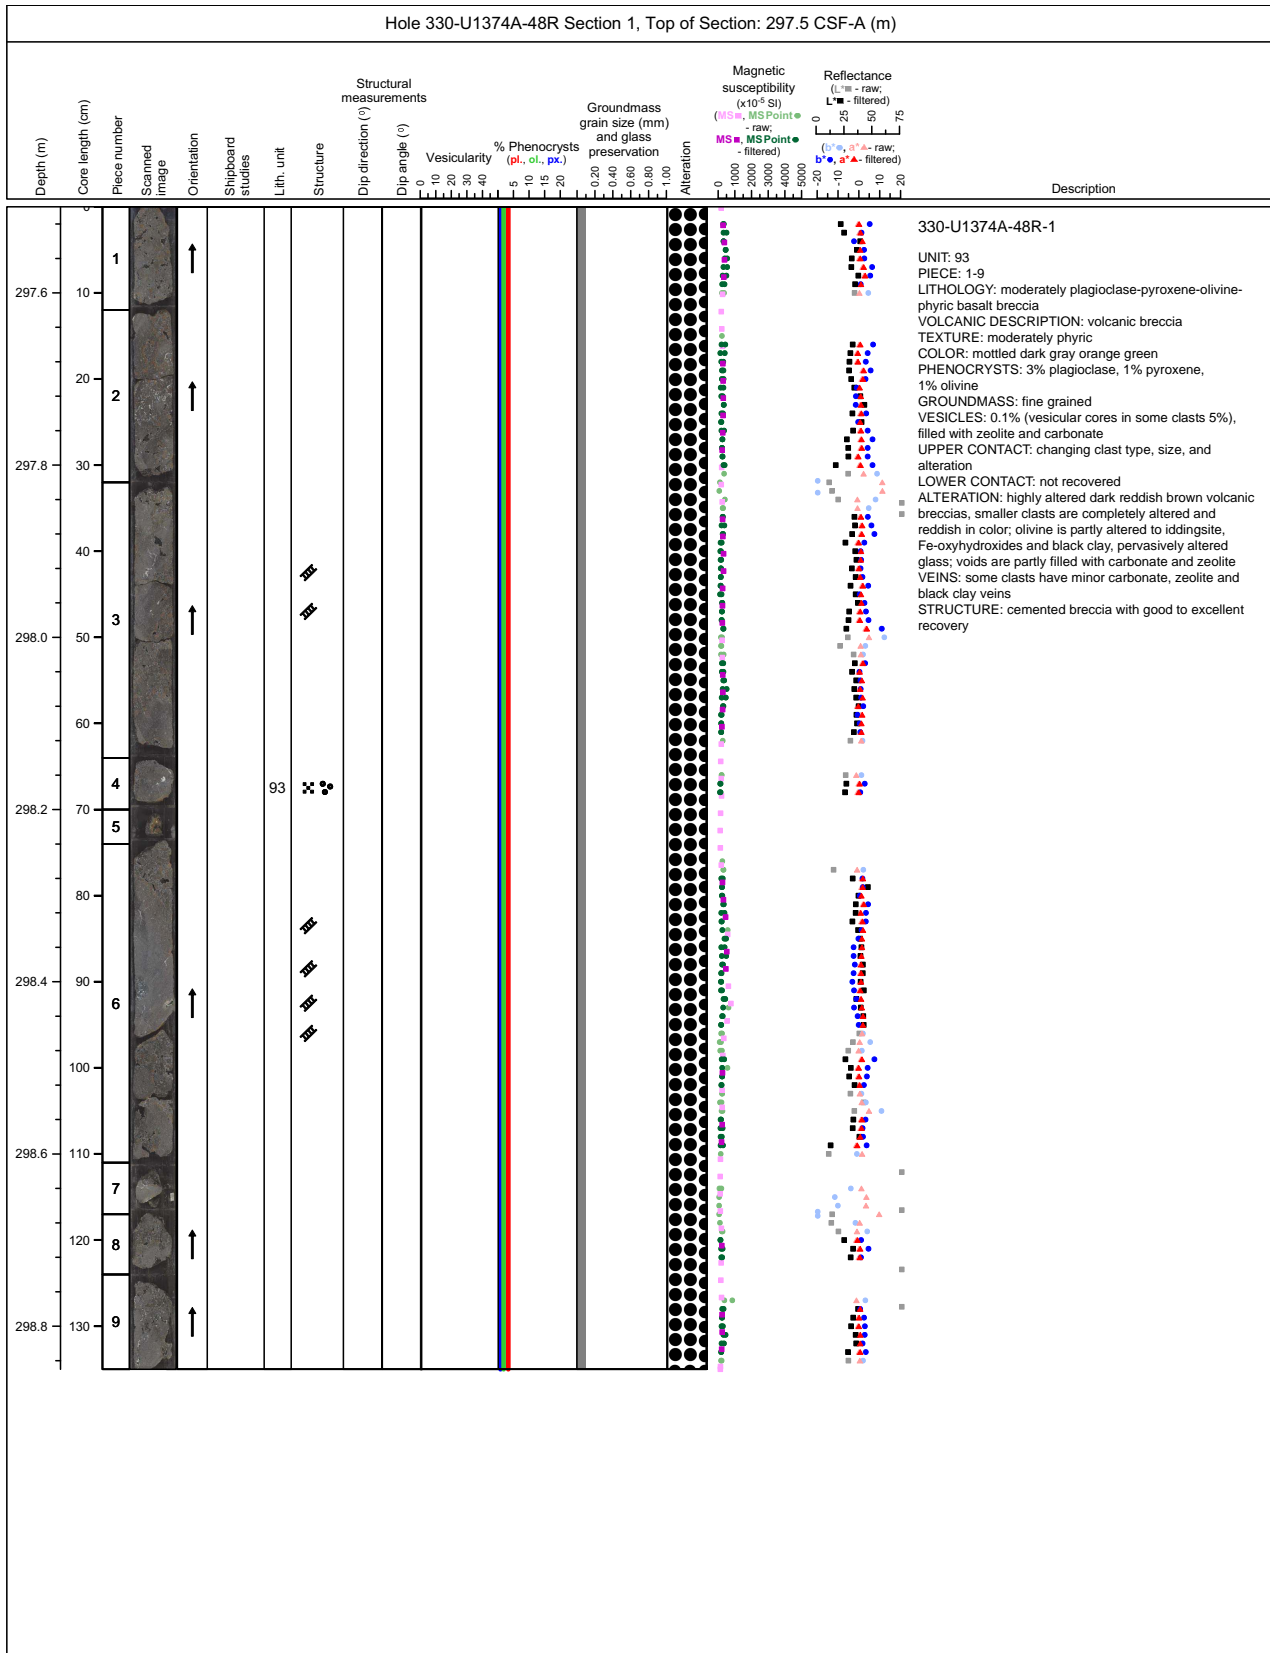 Hole 330-U1374A-48R Section 1, Top of Section: 297.5 CSF-A (m)
Depth (m)
Core length (cm)
Piece number
Scanned image
Orientation
Shipboard studies
Lith. unit
Structure
Structural measurements
Dip direction (°)
Dip angle (°)
Vesicularity
0 10 20 30 40
% Phenocrysts
(pl., ol., px.)
5 10 15 20
Groundmass
grain size (mm)
and glass
preservation
0.20 0.40 0.60 0.80 1.00
Alteration
Magnetic
susceptibility
(x10-5 SI)
(MS■, MSPoint●
- raw;
MS■, MSPoint●
- filtered)
0 1000 2000 3000 4000 5000
Reflectance
(L*■ - raw;
L*■ - filtered)
0 25 50 75
(b*●, a*▲- raw;
b*●, a*▲- filtered)
-20 -10 0 10 20
Description
0
10
20
30
40
50
60
70
80
90
100
110
120
130
297.6
297.8
298.0
298.2
298.4
298.6
298.8
1
2
3
4
5
6
7
8
9
93
330-U1374A-48R-1
UNIT: 93
PIECE: 1-9
LITHOLOGY: moderately plagioclase-pyroxene-olivine-
phyric basalt breccia
VOLCANIC DESCRIPTION: volcanic breccia
TEXTURE: moderately phyric
COLOR: mottled dark gray orange green
PHENOCRYSTS: 3% plagioclase, 1% pyroxene,
1% olivine
GROUNDMASS: fine grained
VESICLES: 0.1% (vesicular cores in some clasts 5%),
filled with zeolite and carbonate
UPPER CONTACT: changing clast type, size, and
alteration
LOWER CONTACT: not recovered
ALTERATION: highly altered dark reddish brown volcanic
breccias, smaller clasts are completely altered and
reddish in color; olivine is partly altered to iddingsite,
Fe-oxyhydroxides and black clay, pervasively altered
glass; voids are partly filled with carbonate and zeolite
VEINS: some clasts have minor carbonate, zeolite and
black clay veins
STRUCTURE: cemented breccia with good to excellent
recovery